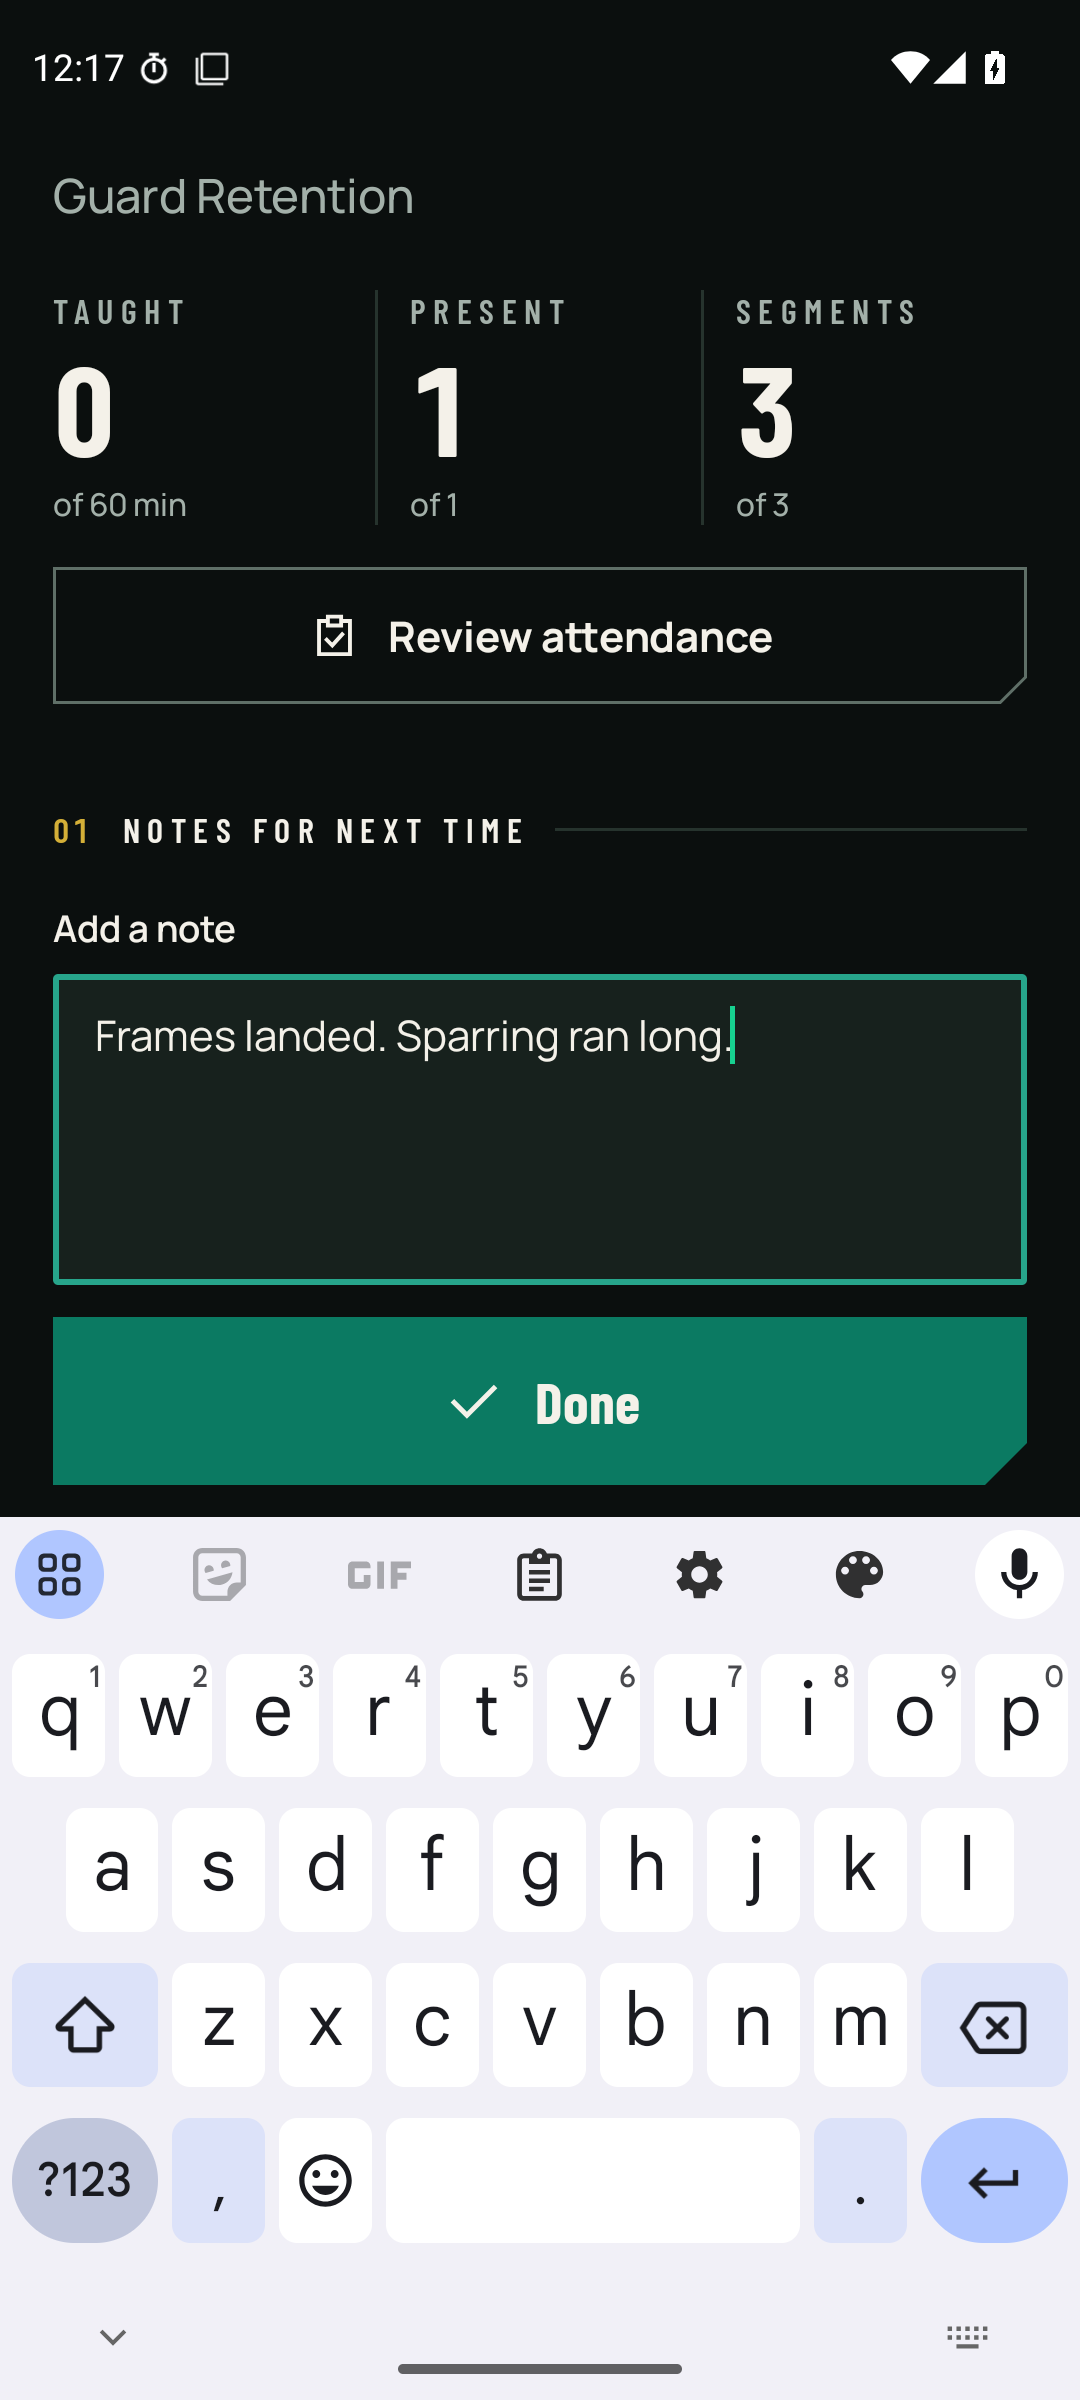 12:17
Guard Retention
TAUGHT PRESENT SEGMENTS
0 1 3
of 60 min of 1 of 3
Review attendance
01 NOTES FOR NEXT TIME
Add a note
Frames landed. Sparring ran long.
Done
GIF
q 1 w 2 e 3 r 4 t 5 y 6 u 7 i 8 o 9 p 0
a s d f g h j k l
z x c v b n m
?123 , .